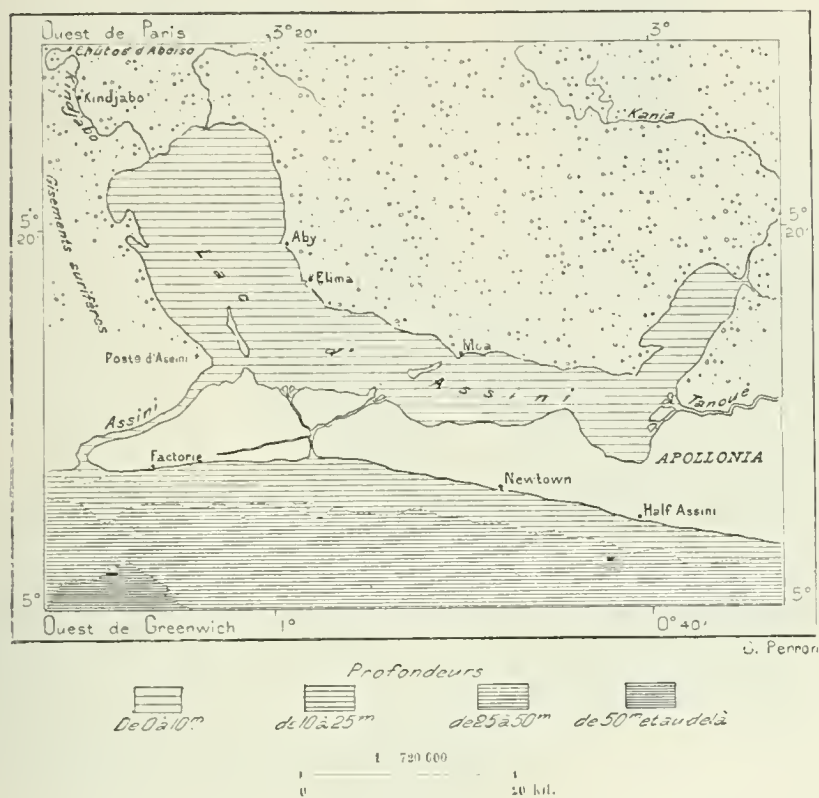 Ouest de Paris 3° 20' 3°
Chûtes d'Aboiso
Kindjabo
Kindjabo
Kania
Gisements aurifères
5° 20'
5° 20'
Aby
Elima
Lac d'Assini
Poste d'Assini
Moa
Assini
Tanoué
Factorie
APOLLONIA
Newtown
Half Assini
5°
5°
Ouest de Greenwich 1° 0° 40'
Perron
Profondeurs
De 0 à 10m
de 10 à 25m
de 25 à 50m
de 50m et au delà
1 720 000
0 20 kil.